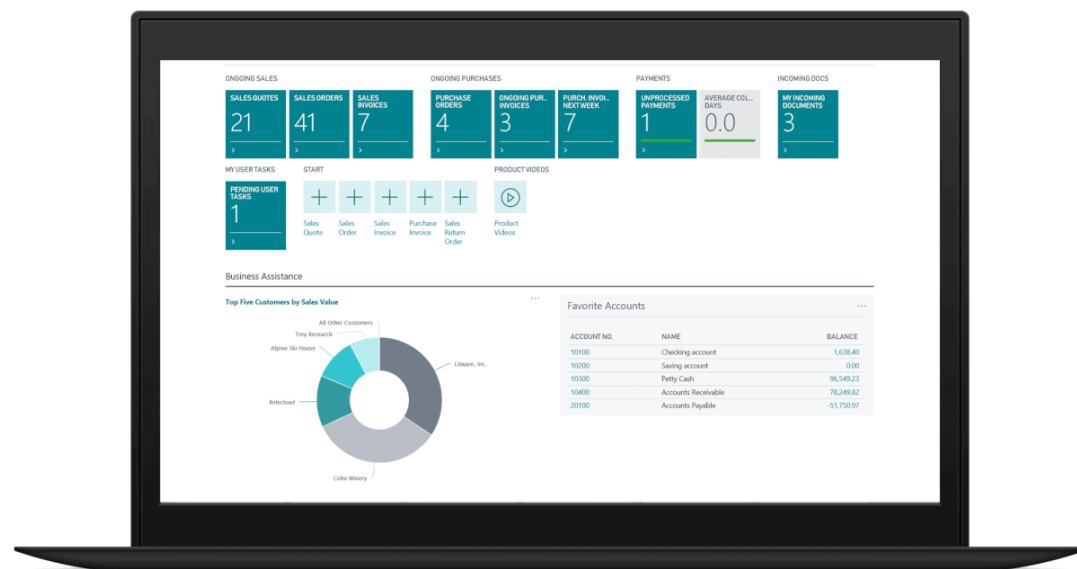 ONGOING SALES
ONGOING PURCHASES
PAYMENTS
INCOMING DOCS
SALES QUOTES
21
>
SALES ORDERS
41
>
SALES
INVOICES
7
>
PURCHASE
ORDERS
4
>
ONGOING PUR...
INVOICES
3
>
PURCH. INVOI...
NEXT WEEK
7
>
UNPROCESSED
PAYMENTS
1
>
AVERAGE COL...
DAYS
0.0
MY INCOMING
DOCUMENTS
3
>
MY USER TASKS
START
PRODUCT VIDEOS
PENDING USER
TASKS
1
>
Sales
Quote
Sales
Order
Sales
Invoice
Purchase
Invoice
Sales
Return
Order
Product
Videos
Business Assistance
Top Five Customers by Sales Value
...
All Other Customers
Trey Research
Alpine Ski House
Relecloud
Coho Winery
Litware, Inc.
Favorite Accounts
...
ACCOUNT NO. NAME BALANCE
10100 Checking account 1,638.40
10200 Saving account 0.00
10300 Petty Cash 96,549.23
10400 Accounts Receivable 78,249.82
20100 Accounts Payable -51,750.97